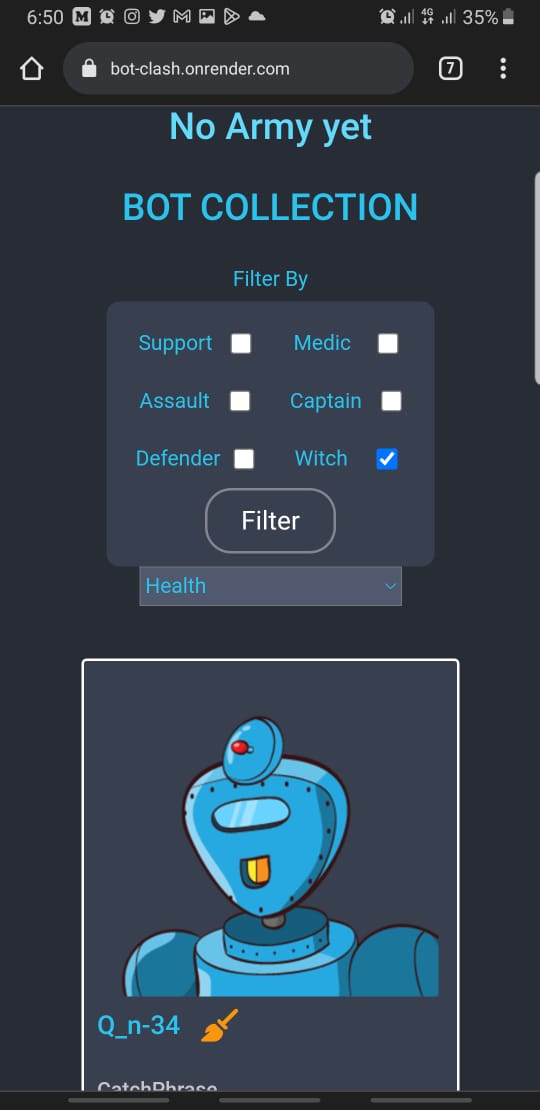 6:50 M 4G 35%
bot-clash.onrender.com 7
No Army yet
BOT COLLECTION
Filter By
Support Medic
Assault Captain
Defender Witch
Filter
Health
Q_n-34
CatchPhrase